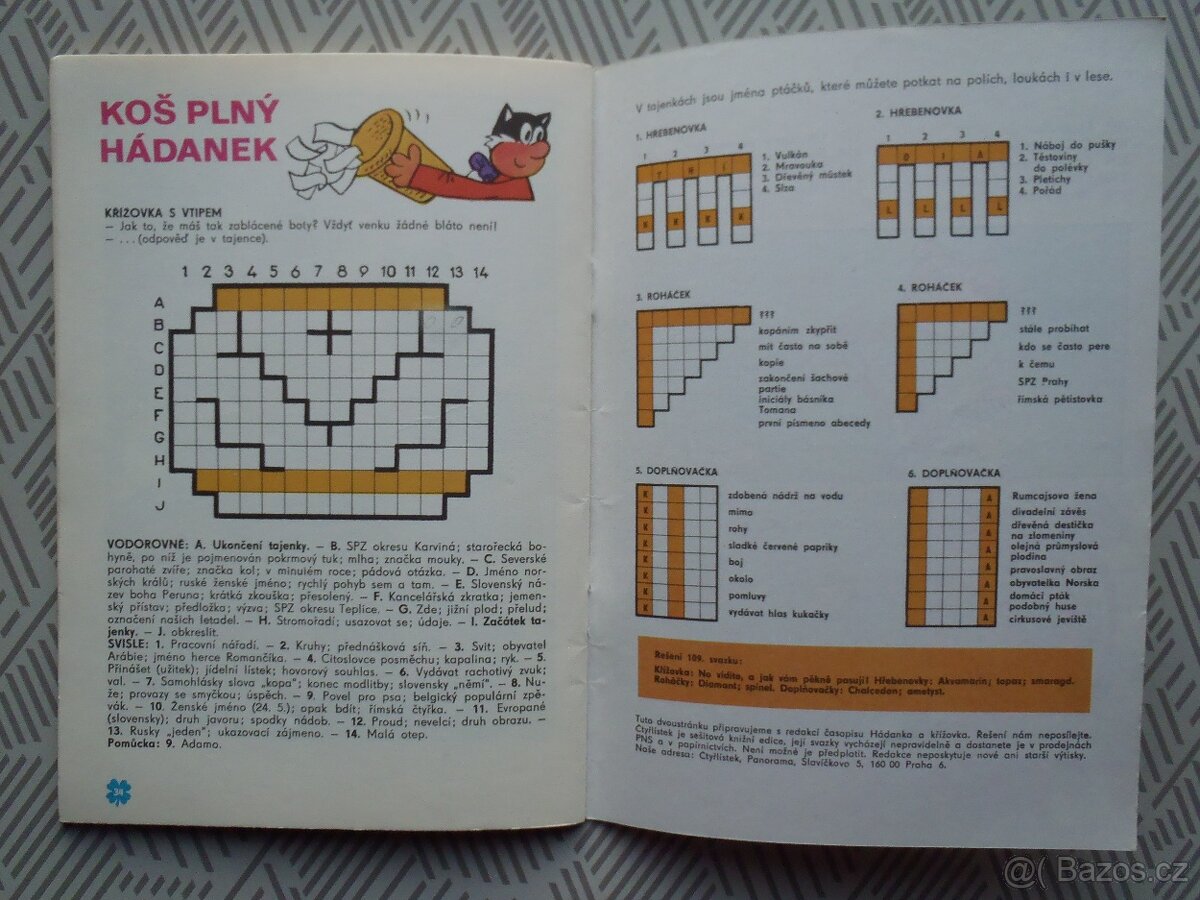 KOŠ PLNÝ
HÁDANEK
KŘÍŽOVKA S VTIPEM
– Jak to, že máš tak zablácené boty? Vždyť venku žádné bláto není!
– ... (odpověď je v tajence).
1 2 3 4 5 6 7 8 9 10 11 12 13 14
A
B
C
D
E
F
G
H
I
J
VODOROVNĚ: A. Ukončení tajenky. – B. SPZ okresu Karviná; starořecká bo-
hyně, po níž je pojmenován pokrmový tuk; mlha; značka mouky. – C. Severské
parohaté zvíře; značka kol; v minulém roce; pádová otázka. – D. Jméno nor-
ských králů; ruské ženské jméno; rychlý pohyb sem a tam. – E. Slovenský ná-
zev boha Peruna; krátká zkouška; přesolený. – F. Kancelářská zkratka; jemen-
ský přístav; předložka; výzva; SPZ okresu Teplice. – G. Zde; jižní plod; přelud;
označení našich letadel. – H. Stromořadí; usazovat se; údaje. – I. Začátek ta-
jenky. – J. obkreslit.
SVISLE: 1. Pracovní nářadí. – 2. Kruhy; přednášková síň. – 3. Svit; obyvatel
Arábie; jméno herce Romančíka. – 4. Citoslovce posměchu; kapalina; ryk. – 5.
Přinášet (užitek); jídelní lístek; hovorový souhlas. – 6. Vydávat rachotivý zvuk;
val. – 7. Samohlásky slova „kopa“; konec modlitby; slovensky „němí“. – 8. Nu-
že; provazy se smyčkou; úspěch. – 9. Povel pro psa; belgický populární zpě-
vák. – 10. Ženské jméno (24. 5.); opak bdít; římská čtyřka. – 11. Evropané
(slovensky); druh javoru; spodky nádob. – 12. Proud; nevelcí; druh obrazu. –
13. Rusky „jeden“; ukazovací zájmeno. – 14. Malá otep.
Pomůcka: 9. Adamo.
34
V tajenkách jsou jména ptáčků, které můžete potkat na polích, loukách i v lese.
1. HŘEBENOVKA
1 2 3 4
T H I
K K K K
1. Vulkán
2. Mravouka
3. Dřevěný můstek
4. Slza
2. HŘEBENOVKA
1 2 3 4
O I A
L L L L
1. Náboj do pušky
2. Těstoviny
do polévky
3. Pletichy
4. Pořád
3. ROHÁČEK
???
kopáním zkypřit
mít často na sobě
kopie
zakončení šachové
partie
iniciály básníka
Tomana
první písmeno abecedy
4. ROHÁČEK
???
stále probíhat
kdo se často pere
k čemu
SPZ Prahy
římská pětistovka
5. DOPLŇOVAČKA
K
K
K
K
K
K
K
K
zdobená nádrž na vodu
mimo
rohy
sladké červené papriky
boj
okolo
pomluvy
vydávat hlas kukačky
6. DOPLŇOVAČKA
A
A
A
A
A
A
A
A
Rumcajsova žena
divadelní závěs
dřevěná destička
na zlomeniny
olejná průmyslová
plodina
pravoslavný obraz
obyvatelka Norska
domácí pták
podobný huse
cirkusové jeviště
Řešení 109. svazku:
Křížovka: No vidíte, a jak vám pěkně pasují! Hřebenovky: Akvamarin; topas; smaragd.
Roháčky: Diamant; spinel. Doplňovačky: Chalcedon; ametyst.
Tuto dvoustránku připravujeme s redakcí časopisu Hádanka a křížovka. Řešení nám neposílejte.
Čtyřlístek je sešitová knižní edice, její svazky vycházejí nepravidelně a dostanete je v prodejnách
PNS a v papírnictvích. Není možné je předplatit. Redakce neposkytuje nové ani starší výtisky.
Naše adresa: Čtyřlístek, Panorama, Slavíčkovo 5, 160 00 Praha 6.
@( Bazos.cz